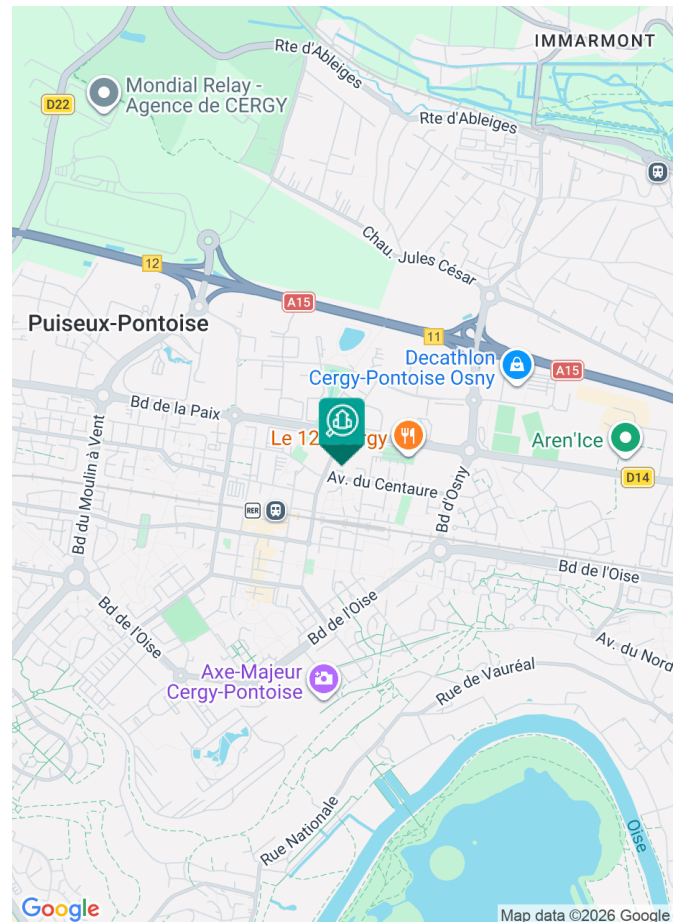 IMMARMONT
Rte d'Ableiges
Mondial Relay -
Agence de CERGY
D22
Rte d'Ableiges
Chau. Jules César
12
A15
Puiseux-Pontoise
11
Decathlon
Cergy-Pontoise Osny
A15
Bd de la Paix
Le 12
rgy
Aren'Ice
D14
Av. du Centaure
Bd du Moulin à Vent
Bd d'Osny
RER
Bd de l'Oise
Bd de l'Oise
Bd de l'Oise
Av. du Nord
Axe-Majeur
Cergy-Pontoise
Rue de Vauréal
Rue Nationale
Oise
Google
Map data ©2026 Google